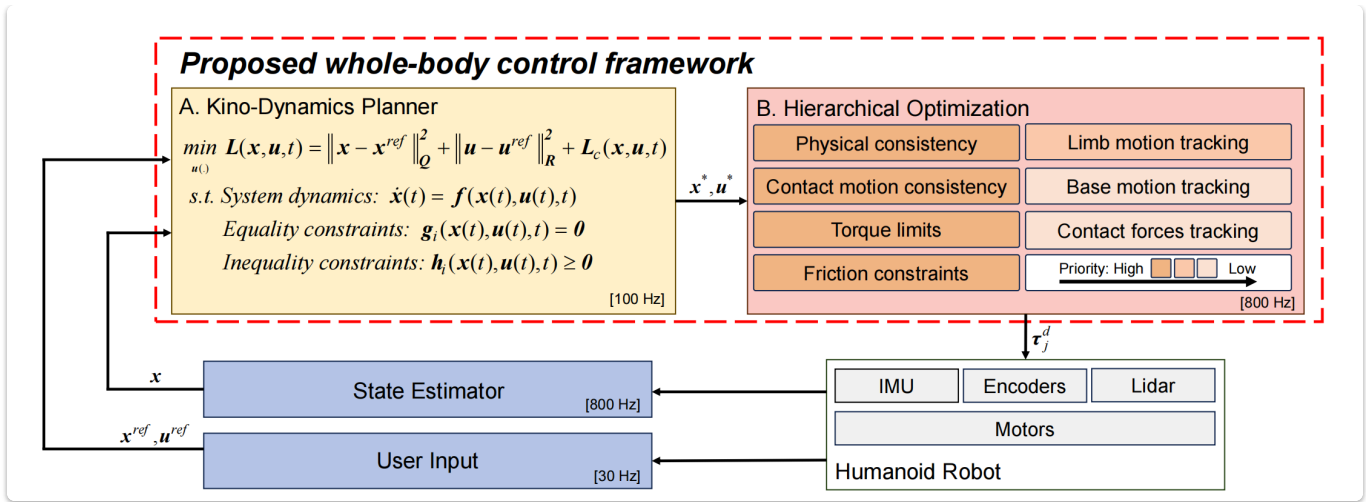 Proposed whole-body control framework
A. Kino-Dynamics Planner
min L(x,u,t) = ‖x − x^ref‖²_Q + ‖u − u^ref‖²_R + L_c(x,u,t)
u(.)
s.t. System dynamics: ẋ(t) = f(x(t),u(t),t)
Equality constraints: g_i(x(t),u(t),t) = 0
Inequality constraints: h_i(x(t),u(t),t) ≥ 0
[100 Hz]
x*,u*
B. Hierarchical Optimization
Physical consistency
Limb motion tracking
Contact motion consistency
Base motion tracking
Torque limits
Contact forces tracking
Friction constraints
Priority: High Low
[800 Hz]
τ_j^d
x
State Estimator
[800 Hz]
x^ref,u^ref
User Input
[30 Hz]
IMU
Encoders
Lidar
Motors
Humanoid Robot